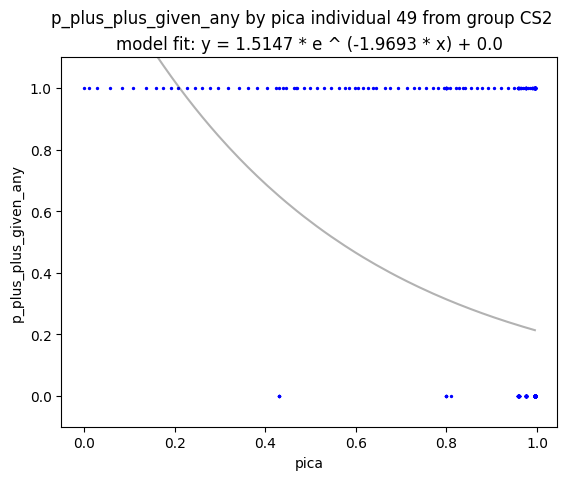 p_plus_plus_given_any by pica individual 49 from group CS2
model fit: y = 1.5147 * e ^ (-1.9693 * x) + 0.0
1.0
0.8
0.6
0.4
0.2
0.0
p_plus_plus_given_any
0.0 0.2 0.4 0.6 0.8 1.0
pica